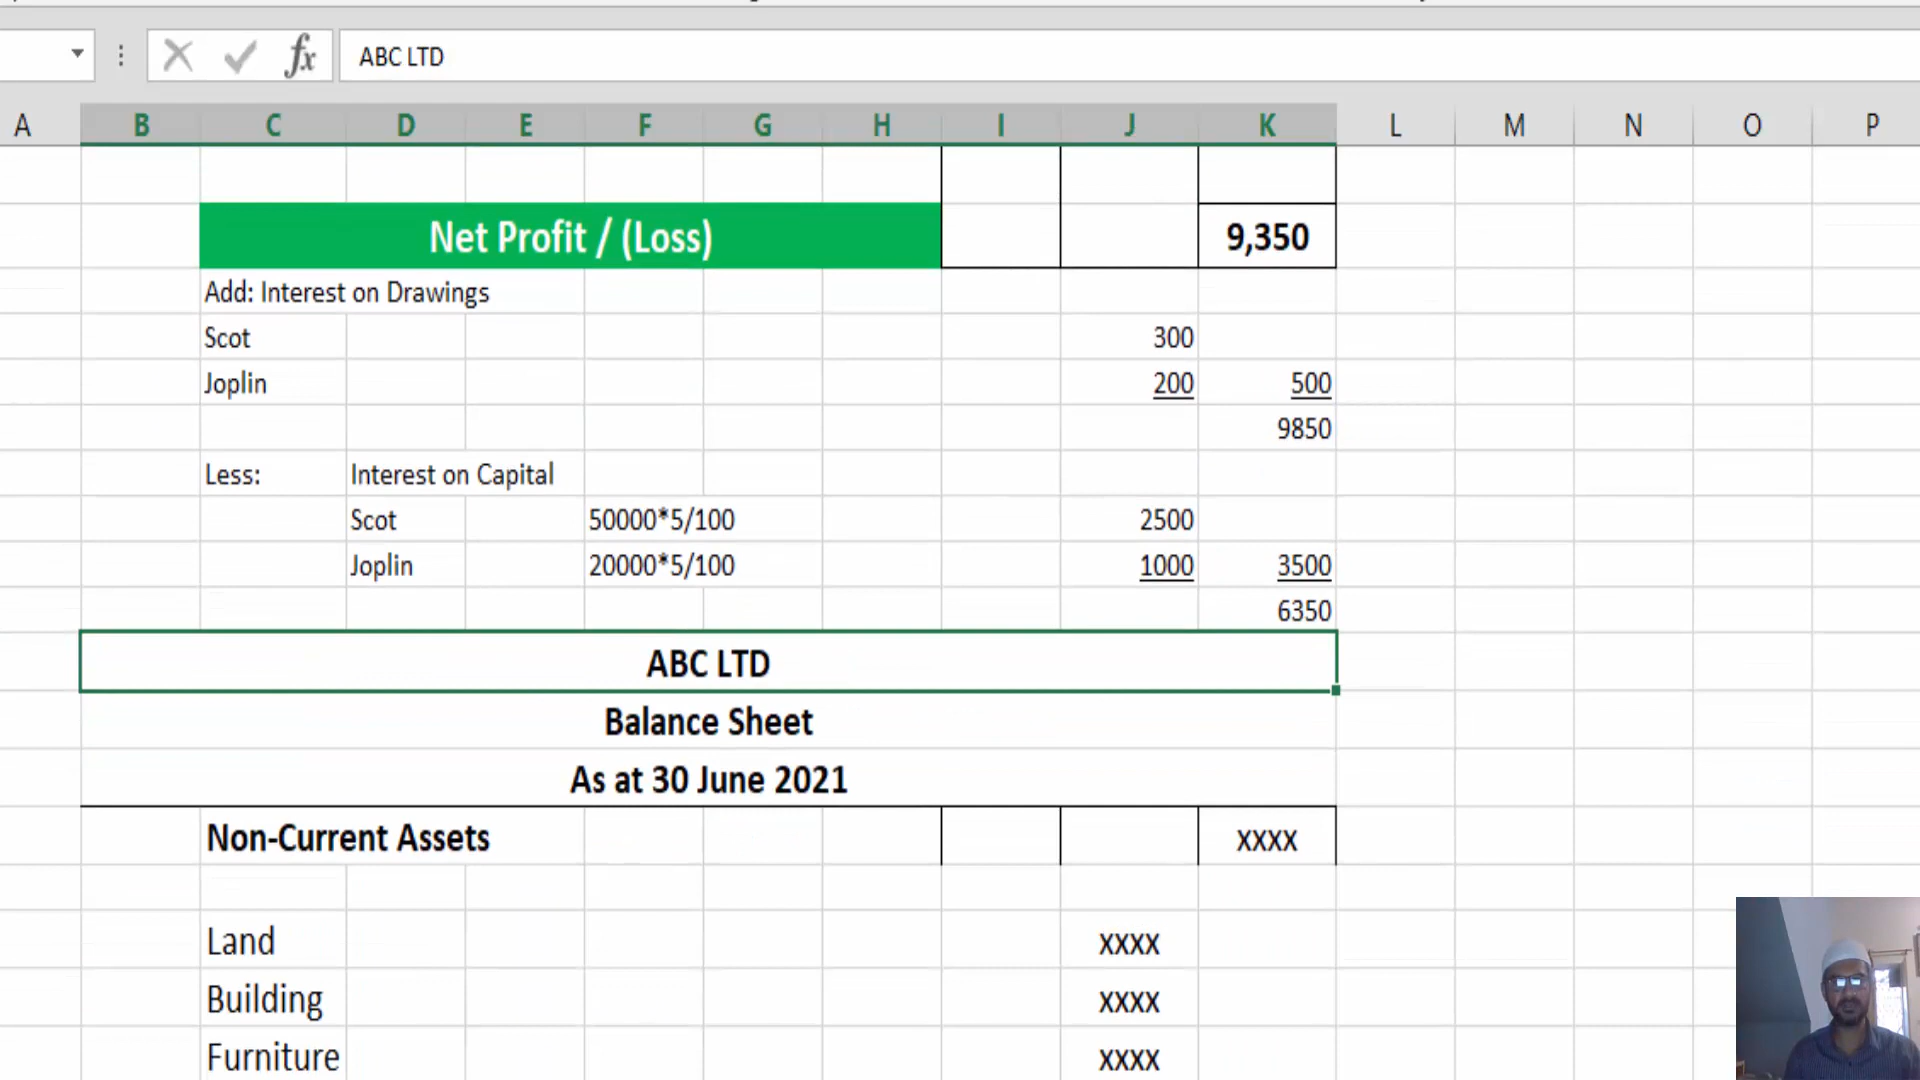 fx ABC LTD
A B C D E F G H I J K L M N O P
Net Profit / (Loss) 9,350
Add: Interest on Drawings
Scot 300
Joplin 200 500
9850
Less: Interest on Capital
Scot 50000*5/100 2500
Joplin 20000*5/100 1000 3500
6350
ABC LTD
Balance Sheet
As at 30 June 2021
Non-Current Assets xxxx
Land xxxx
Building xxxx
Furniture xxxx